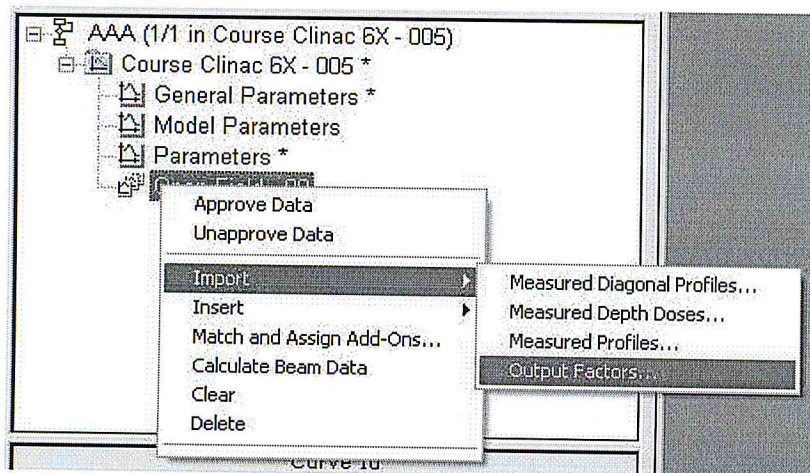 AAA (1/1 in Course Clinac 6X - 005)
Course Clinac 6X - 005 *
General Parameters *
Model Parameters
Parameters *
Approve Data
Unapprove Data
Import
Insert
Match and Assign Add-Ons...
Calculate Beam Data
Clear
Delete
Measured Diagonal Profiles...
Measured Depth Doses...
Measured Profiles...
Output Factors...
Curve Id